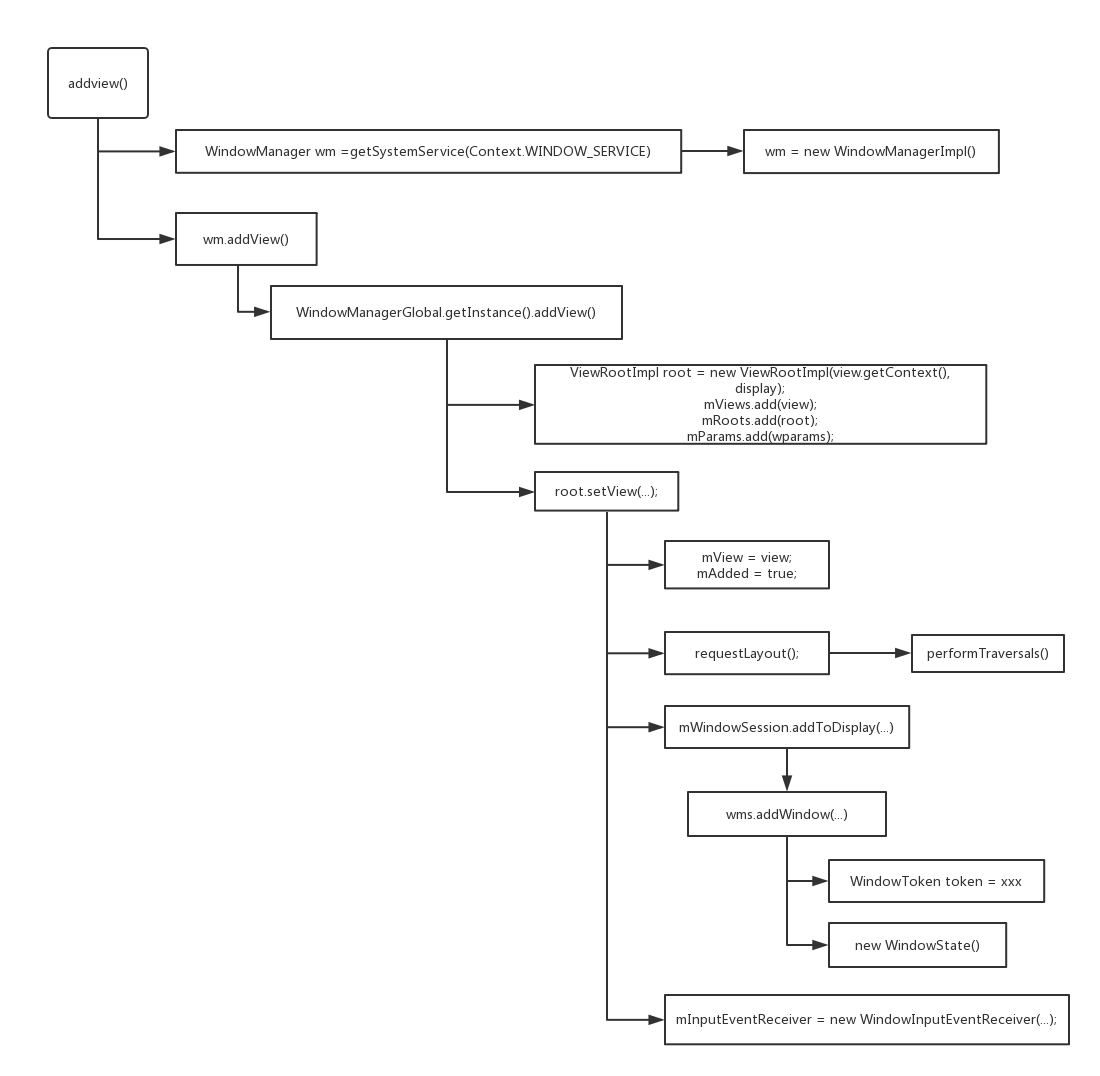 addview()
WindowManager wm =getSystemService(Context.WINDOW_SERVICE)
wm = new WindowManagerImpl()
wm.addView()
WindowManagerGlobal.getInstance().addView()
ViewRootImpl root = new ViewRootImpl(view.getContext(),
display);
mViews.add(view);
mRoots.add(root);
mParams.add(wparams);
root.setView(...);
mView = view;
mAdded = true;
requestLayout();
performTraversals()
mWindowSession.addToDisplay(...)
wms.addWindow(...)
WindowToken token = xxx
new WindowState()
mInputEventReceiver = new WindowInputEventReceiver(...);